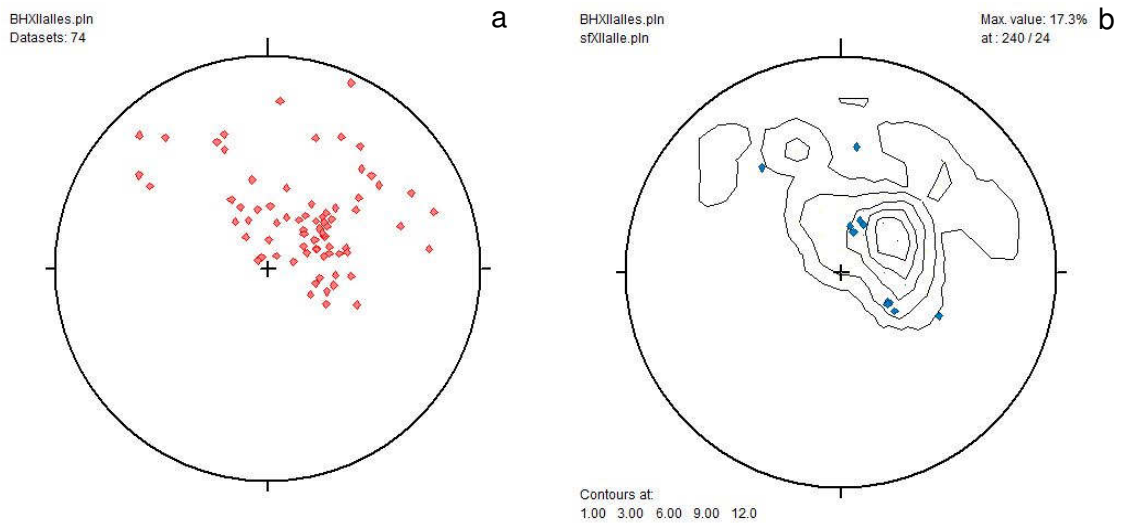 BHXIIalles.pln
Datasets: 74
a
BHXIIalles.pln
sfXIIalle.pln
Max. value: 17.3%
at : 240 / 24
b
Contours at:
1.00 3.00 6.00 9.00 12.0